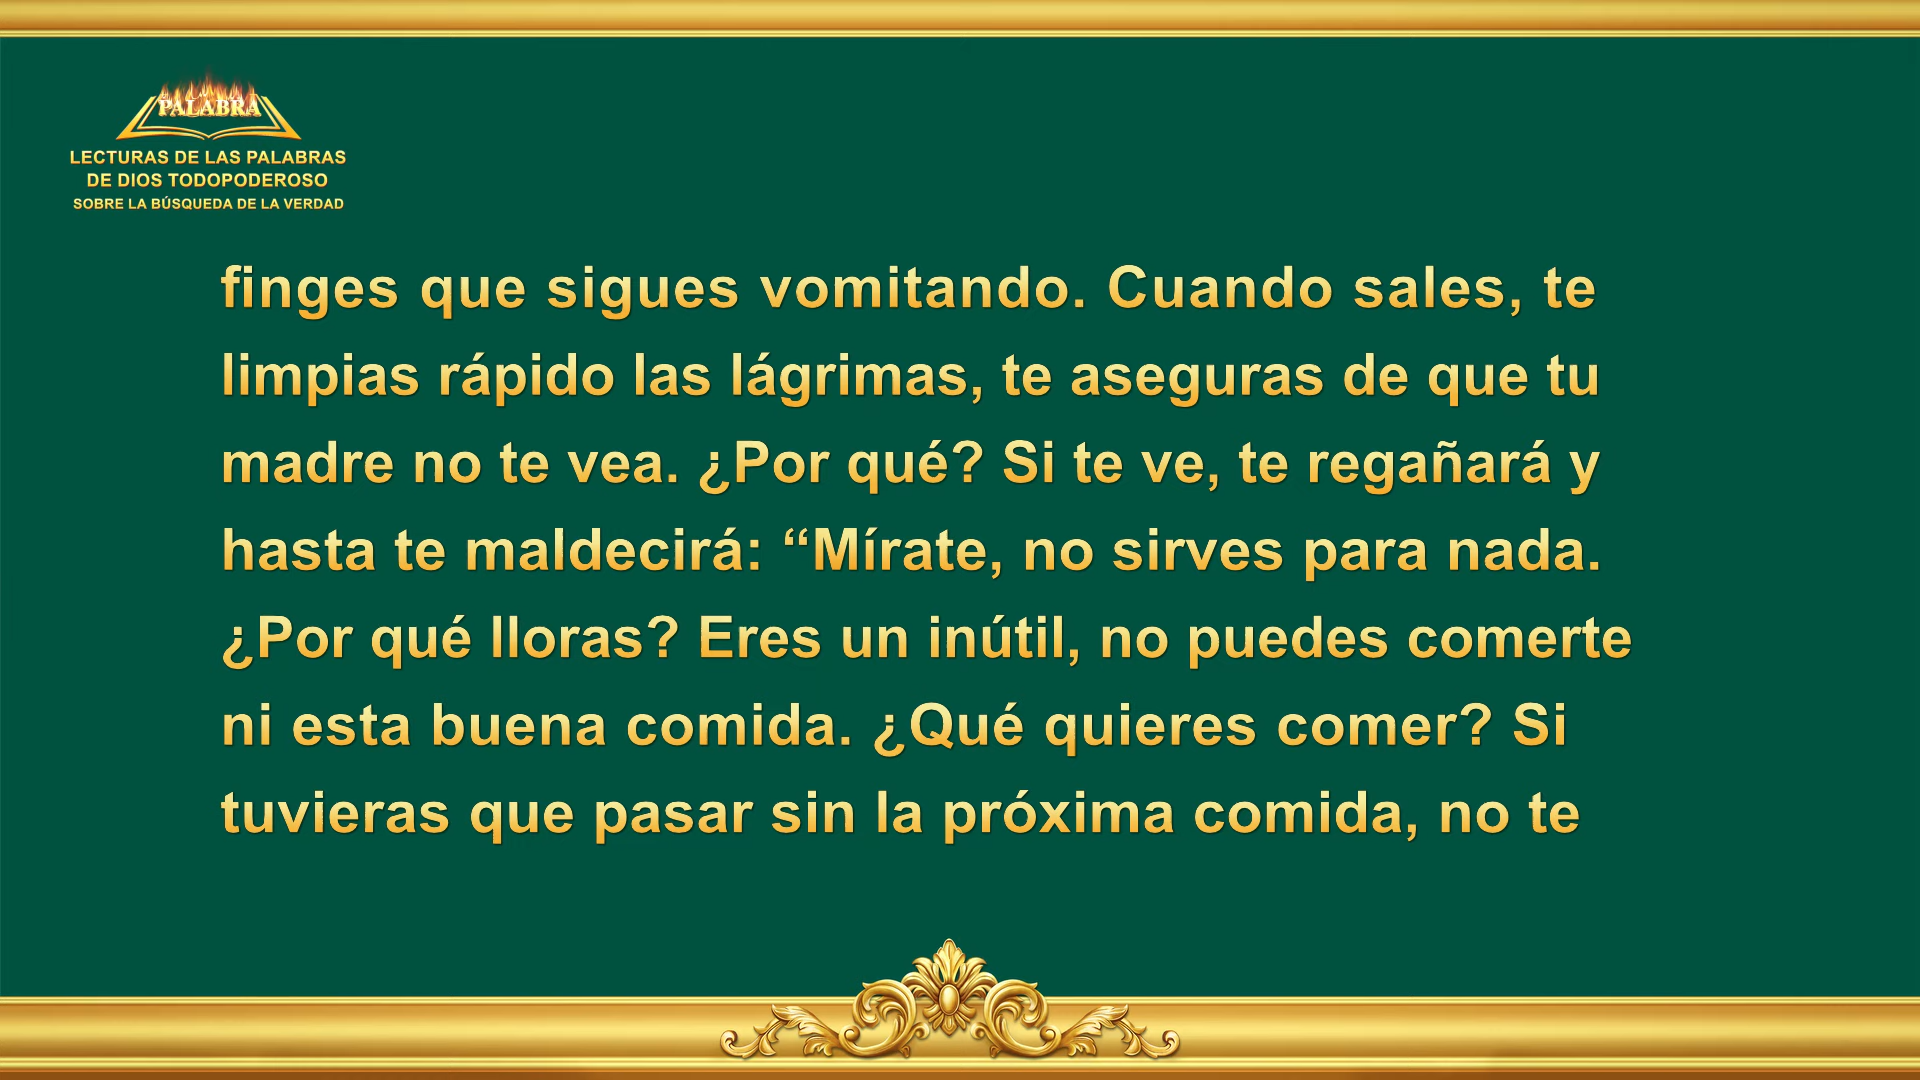 PALABRA
LECTURAS DE LAS PALABRAS
DE DIOS TODOPODEROSO
SOBRE LA BÚSQUEDA DE LA VERDAD
finges que sigues vomitando. Cuando sales, te
limpias rápido las lágrimas, te aseguras de que tu
madre no te vea. ¿Por qué? Si te ve, te regañará y
hasta te maldecirá: “Mírate, no sirves para nada.
¿Por qué lloras? Eres un inútil, no puedes comerte
ni esta buena comida. ¿Qué quieres comer? Si
tuvieras que pasar sin la próxima comida, no te